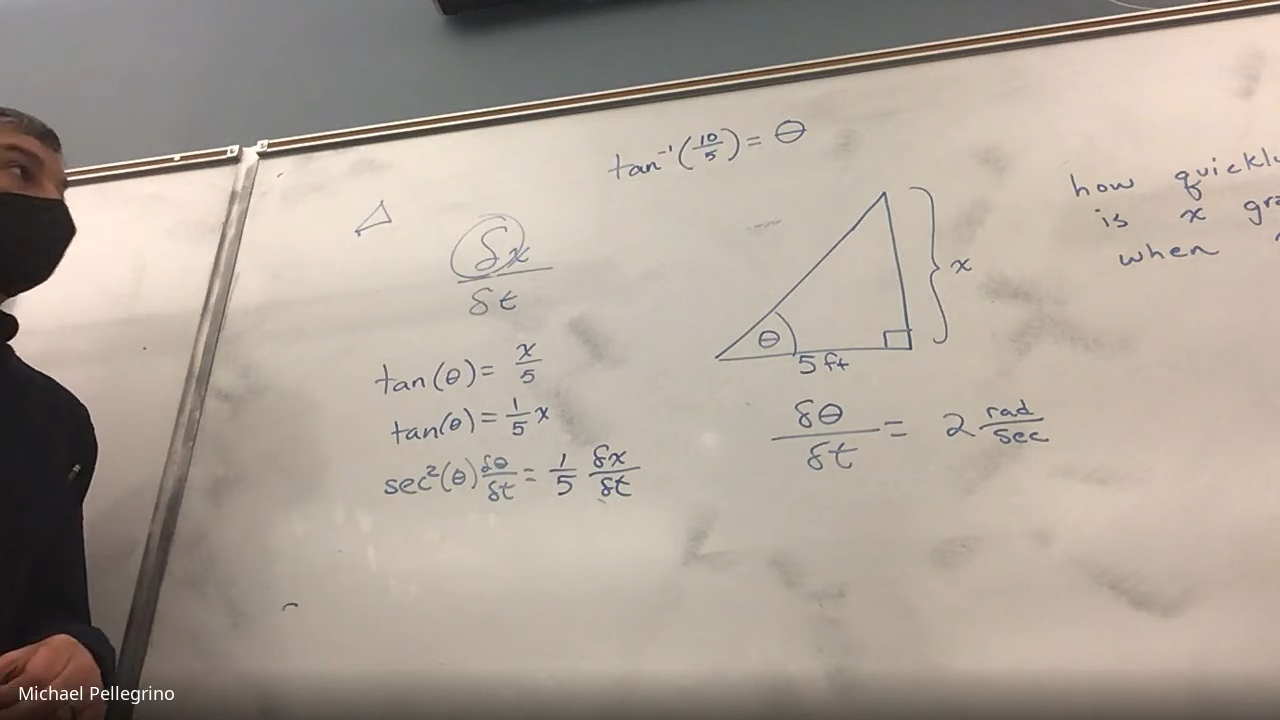 tan⁻¹(10/5) = θ
how quickly
is x
when
δx/δt
x
θ
5 ft
tan(θ) = x/5
tan(θ) = 1/5 x
sec²(θ) δθ/δt = 1/5 δx/δt
δθ/δt = 2 rad/sec
Michael Pellegrino